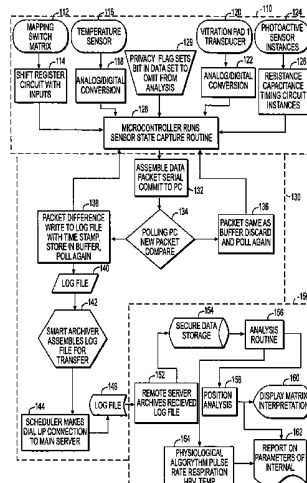 112
116
110
120
124
MAPPING
SWITCH
MATRIX
TEMPERATURE
SENSOR
129
VITRATION PAD 1
TRANSDUCER
PHOTOACTIVE
SENSOR
INSTANCES
114
118
PRIVACY FLAG SETS
BIT IN DATA SET TO
OMIT FROM
ANALYSIS
122
126
SHIFT REGISTER
CIRCUIT WITH
INPUTS
ANALOG/DIGITAL
CONVERSION
ANALOG/DIGITAL
CONVERSION
RESISTANCE
CAPACITANCE
TIMING CIRCUIT
INSTANCES
128
MICROCONTROLLER RUNS
SENSOR STATE CAPTURE ROUTINE
ASSEMBLE DATA
PACKET SERIAL
COMMIT TO PC
132
130
138
134
136
PACKET DIFFERENCE
WRITE TO LOG FILE
WITH TIME STAMP,
STORE IN BUFFER,
POLL AGAIN
POLLING PC
NEW PACKET
COMPARE
PACKET SAME AS
BUFFER DISCARD
AND POLL AGAIN
140
LOG FILE
142
SMART ARCHIVER
ASSEMBLES LOG
FILE FOR
TRANSFER
154
156
SECURE DATA
STORAGE
ANALYSIS
ROUTINE
146
152
158
160
LOG FILE
REMOTE SERVER
ARCHIVES RECIEVED
LOG FILE
POSITION
ANALYSIS
DISPLAY MATRIX
INTERPRETATION
144
SCHEDULER MAKES
DIAL UP CONNECTION
TO MAIN SERVER
164
162
PHYSIOLOGICAL
ALGORITHM PULSE
RATE RESPIRATION
HRV, TEMP
REPORT ON
PARAMETERS OF
INTERNAL